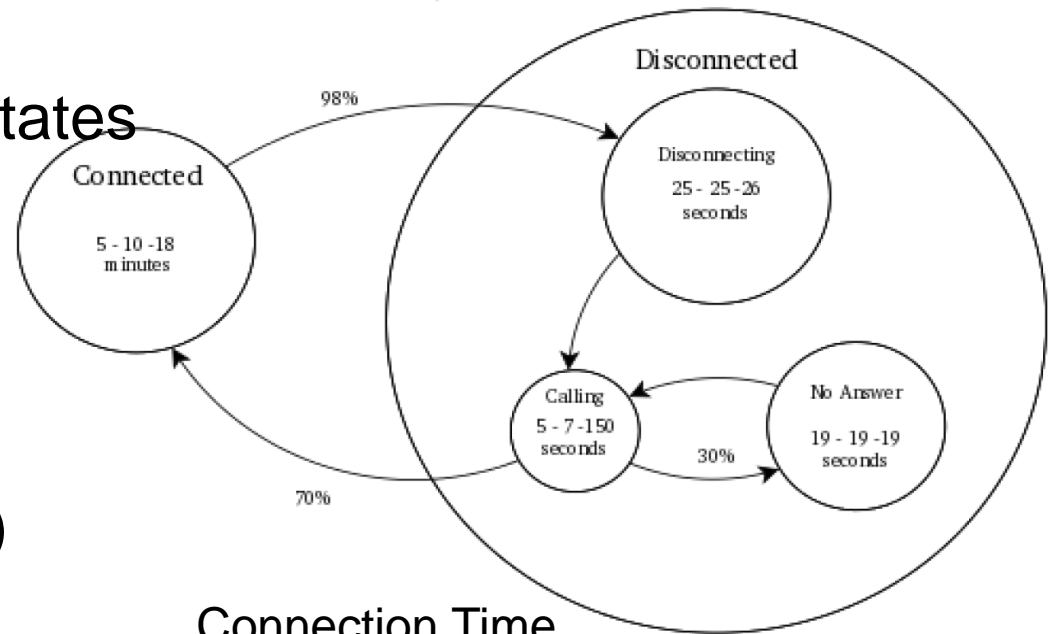 tates
Disconnected
98%
Disconnecting
25 - 25 -26
seconds
Connected
5 - 10 -18
minutes
Calling
5 - 7 -150
seconds
No Answer
19 - 19 -19
seconds
30%
70%
)
Connection Time